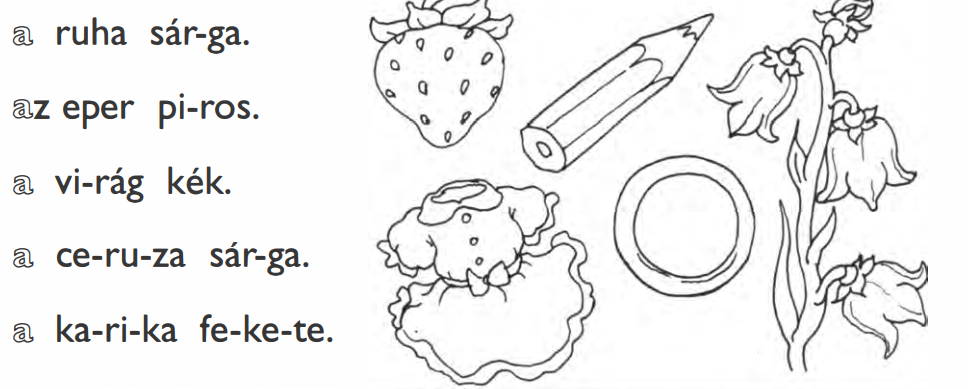 a ruha sár-ga.
az eper pi-ros.
a vi-rág kék.
a ce-ru-za sár-ga.
a ka-ri-ka fe-ke-te.